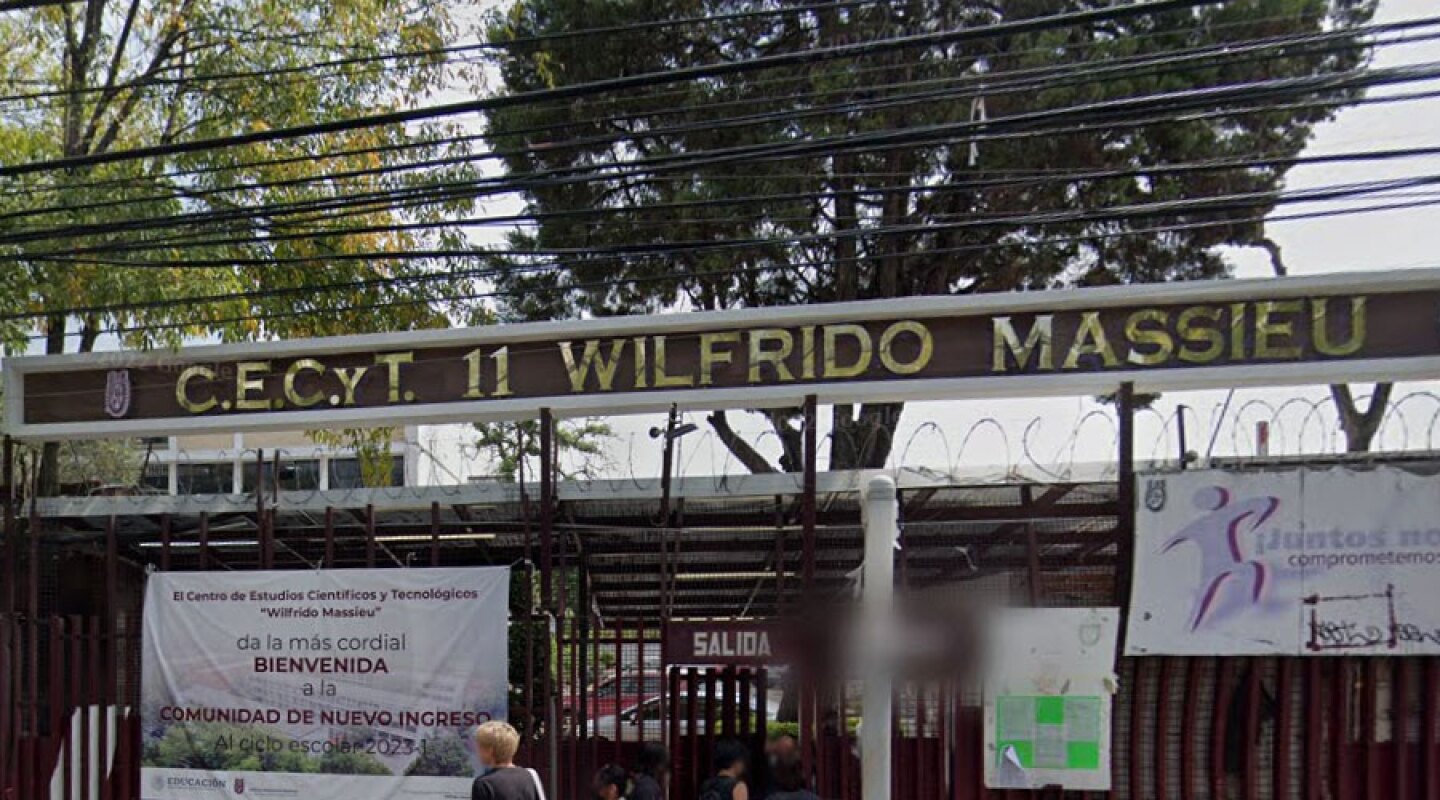 C.E.C.yT. 11 WILFRIDO MASSIEU
El Centro de Estudios Científicos y Tecnológicos
"Wilfrido Massieu"
da la más cordial
BIENVENIDA
a la
COMUNIDAD DE NUEVO INGRESO
Al ciclo escolar 2023-1
EDUCACIÓN
SALIDA
¡Juntos no
comprometemos